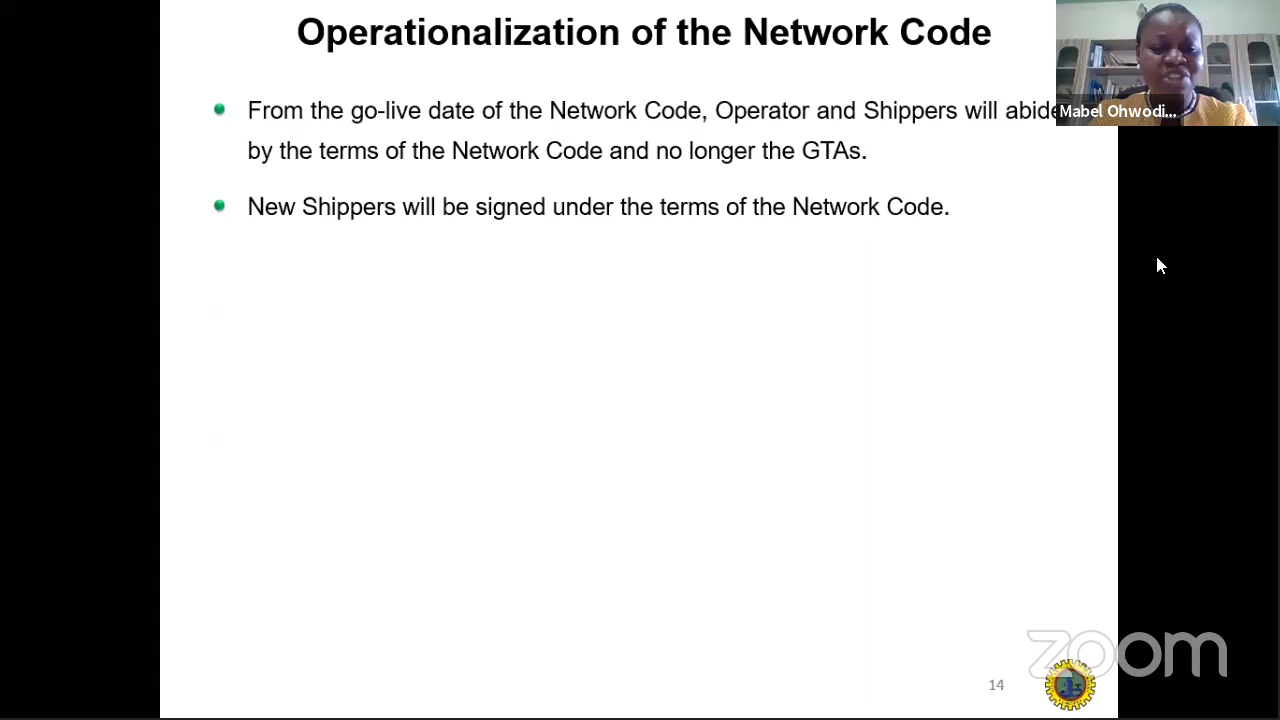 Operationalization of the Network Code
Mabel Ohwodi...
From the go-live date of the Network Code, Operator and Shippers will abide
by the terms of the Network Code and no longer the GTAs.
New Shippers will be signed under the terms of the Network Code.
zoom
14